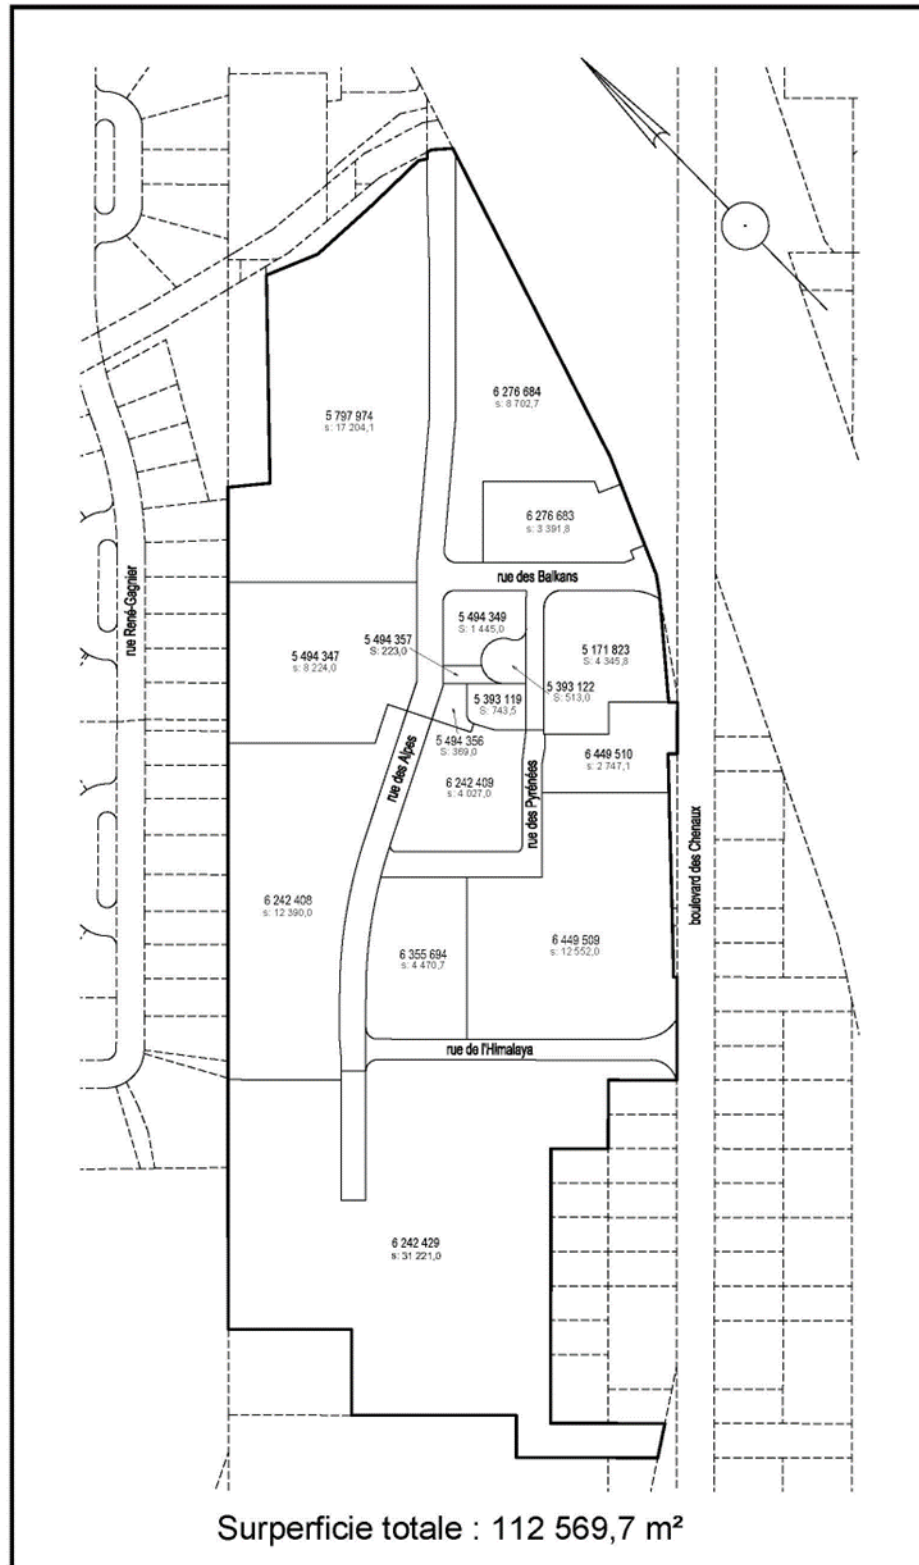 6 276 684
s: 8 702,7
5 797 974
s: 17 204,1
6 276 683
s: 3 391,8
rue des Balkans
rue René-Gagnier
5 494 349
S: 1 445,0
5 494 357
S: 223,0
5 494 347
s: 8 224,0
5 171 823
S: 4 345,8
5 393 122
S: 513,0
5 393 119
S: 743,5
5 494 356
S: 369,0
6 449 510
s: 2 747,1
rue des Alpes
6 242 409
s: 4 027,0
rue des Pyrénées
boulevard des Chenaux
6 242 408
s: 12 390,0
6 355 694
s: 4 470,7
6 449 509
s: 12 552,0
rue de l'Himalaya
6 242 429
s: 31 221,0
Surperficie totale : 112 569,7 m²